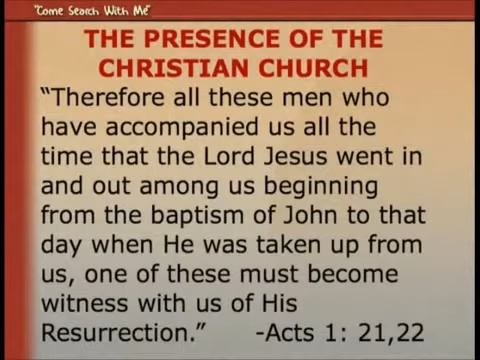 "Come Search With Me"
THE PRESENCE OF THE
CHRISTIAN CHURCH
“Therefore all these men who
have accompanied us all the
time that the Lord Jesus went in
and out among us beginning
from the baptism of John to that
day when He was taken up from
us, one of these must become
witness with us of His
Resurrection.” -Acts 1: 21,22